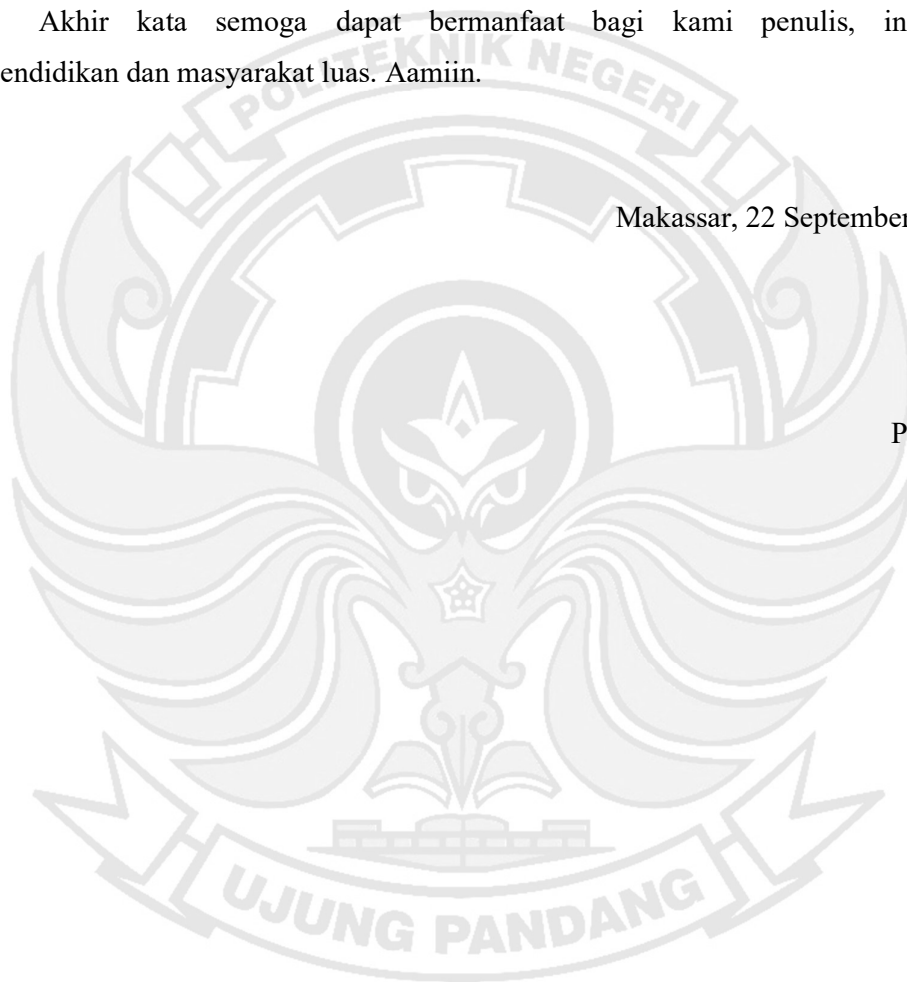 Akhir kata semoga dapat bermanfaat bagi kami penulis, in
endidikan dan masyarakat luas. Aamiin.
POLITEKNIK NEGERI
Makassar, 22 September
P
UJUNG PANDANG